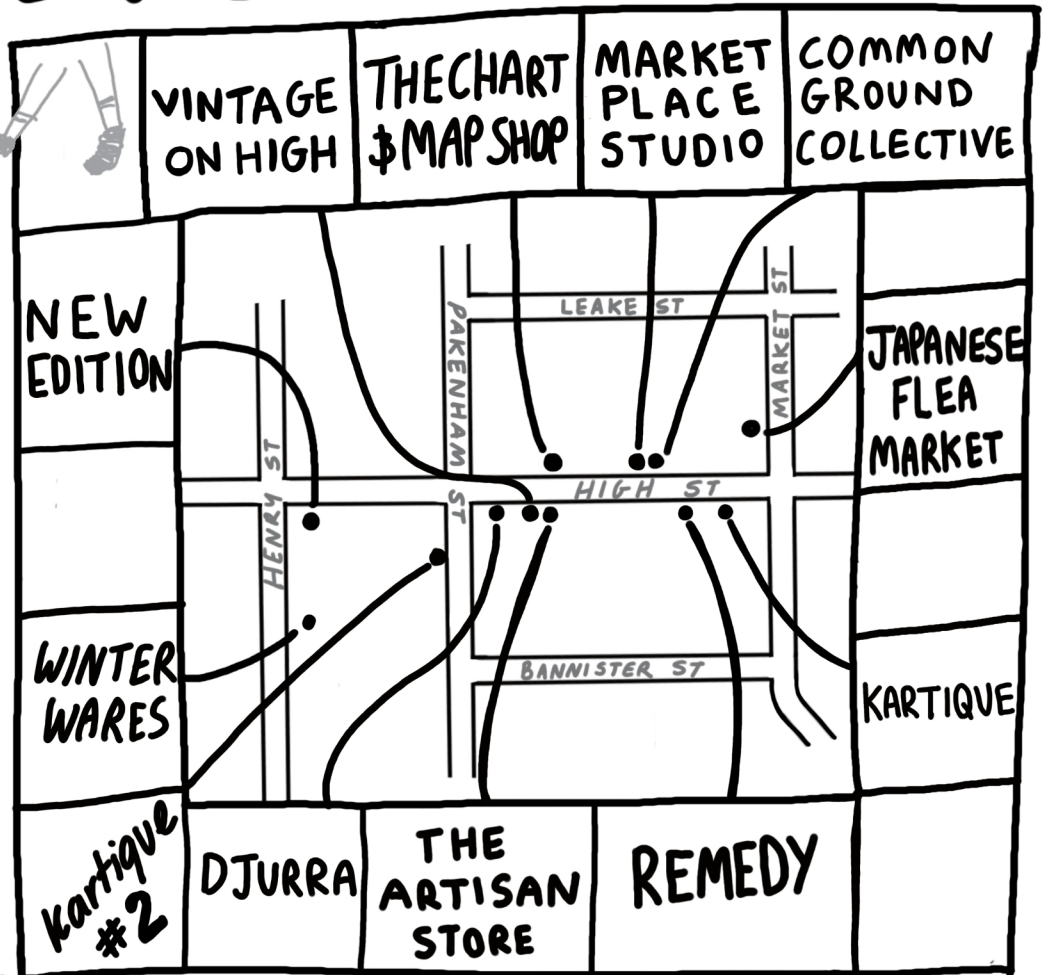 VINTAGE
ON HIGH
THE CHART
$ MAP SHOP
MARKET
PLACE
STUDIO
COMMON
GROUND
COLLECTIVE
NEW
EDITION
JAPANESE
FLEA
MARKET
LEAKE ST
PAKENHAM ST
MARKET ST
HENRY ST
HIGH ST
BANNISTER ST
WINTER
WARES
KARTIQUE
Kartique
#2
DJURRA
THE
ARTISAN
STORE
REMEDY